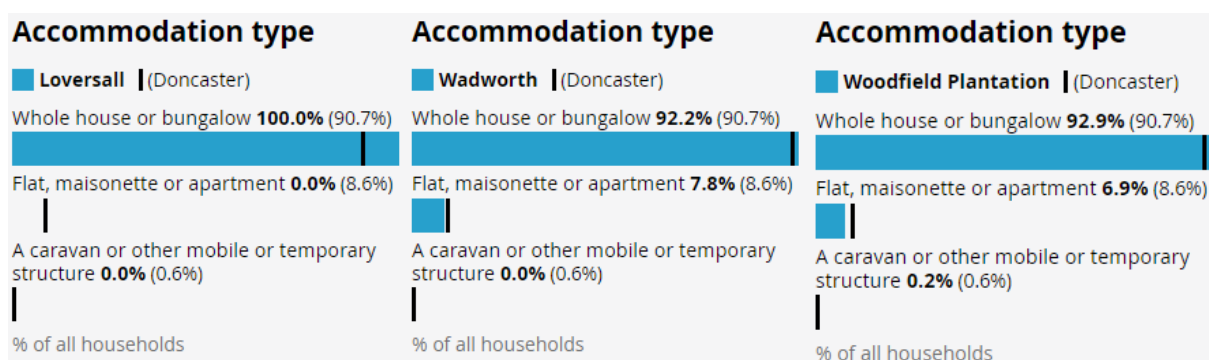 Accommodation type
Loversall (Doncaster)
Whole house or bungalow 100.0% (90.7%)
Flat, maisonette or apartment 0.0% (8.6%)
A caravan or other mobile or temporary
structure 0.0% (0.6%)
% of all households
Accommodation type
Wadworth (Doncaster)
Whole house or bungalow 92.2% (90.7%)
Flat, maisonette or apartment 7.8% (8.6%)
A caravan or other mobile or temporary
structure 0.0% (0.6%)
% of all households
Accommodation type
Woodfield Plantation (Doncaster)
Whole house or bungalow 92.9% (90.7%)
Flat, maisonette or apartment 6.9% (8.6%)
A caravan or other mobile or temporary
structure 0.2% (0.6%)
% of all households